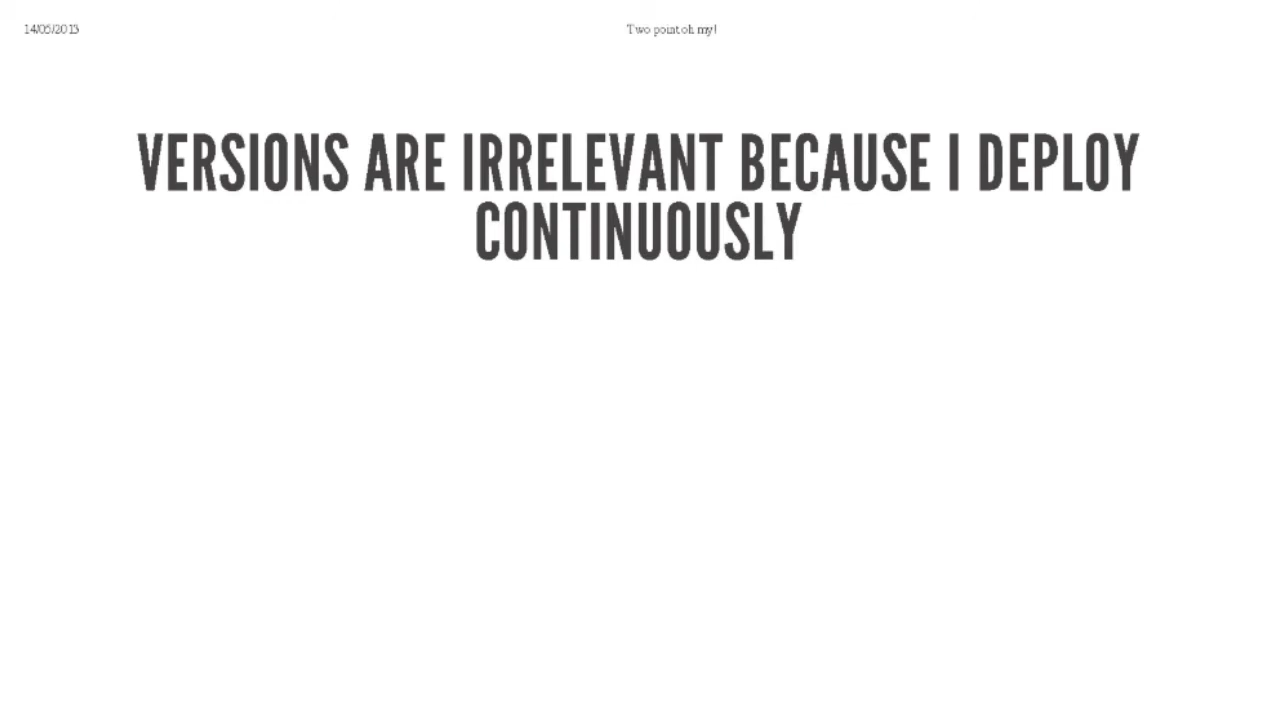 14/05/2013 Two point oh my!
VERSIONS ARE IRRELEVANT BECAUSE I DEPLOY
CONTINUOUSLY